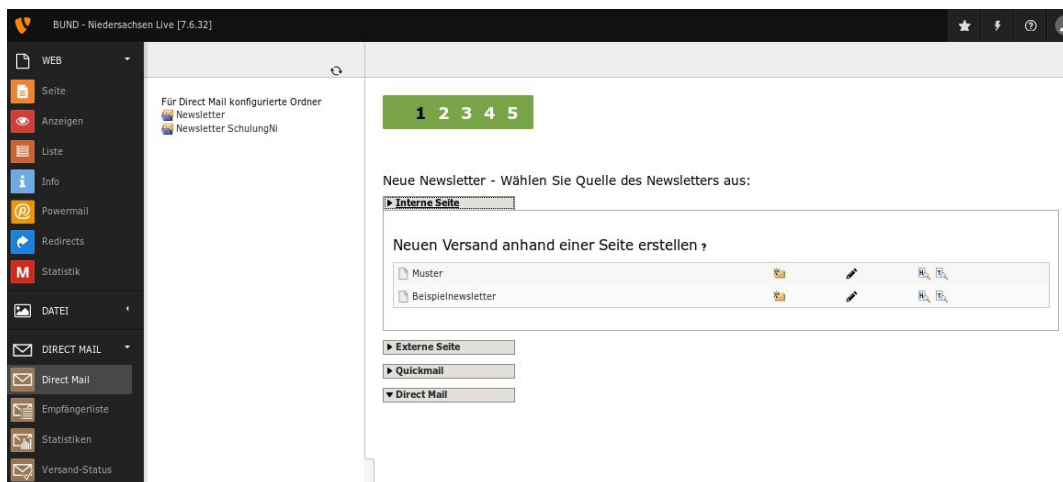 BUND - Niedersachsen Live [7.6.32]
WEB
Seite
Anzeigen
Liste
Info
Powermail
Redirects
M Statistik
DATEI
DIRECT MAIL
Direct Mail
Empfängerliste
Statistiken
Versand-Status
Für Direct Mail konfigurierte Ordner
Newsletter
Newsletter SchulungNi
1 2 3 4 5
Neue Newsletter - Wählen Sie Quelle des Newsletters aus:
Interne Seite
Neuen Versand anhand einer Seite erstellen ?
Muster
Beispielnewsletter
Externe Seite
Quickmail
Direct Mail